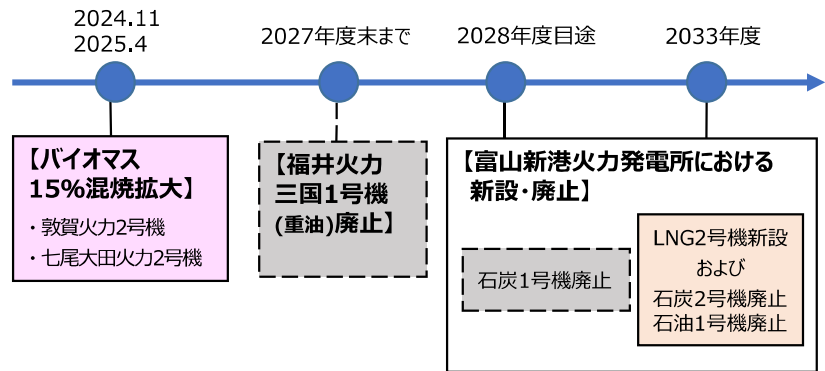 2024.11
2025.4
2027年度末まで
2028年度目途
2033年度
【バイオマス
15%混焼拡大】
・敦賀火力2号機
・七尾大田火力2号機
【福井火力
三国1号機
(重油)廃止】
【富山新港火力発電所における
新設・廃止】
石炭1号機廃止
LNG2号機新設
および
石炭2号機廃止
石油1号機廃止